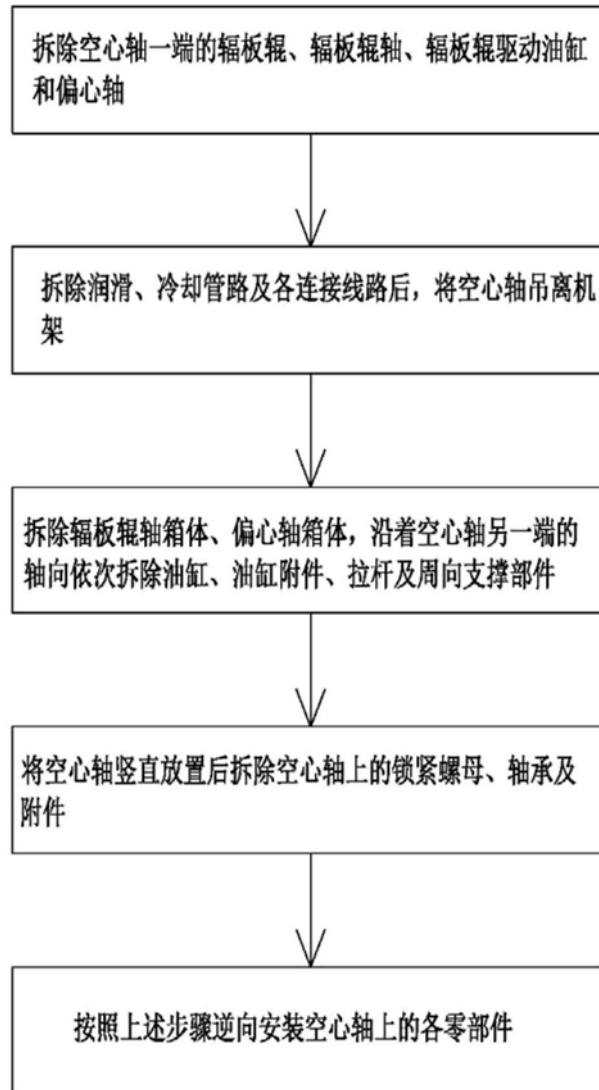 拆除空心轴一端的辐板辊、辐板辊轴、辐板辊驱动油缸
和偏心轴
拆除润滑、冷却管路及各连接线路后，将空心轴吊离机
架
拆除辐板辊轴箱体、偏心轴箱体，沿着空心轴另一端的
轴向依次拆除油缸、油缸附件、拉杆及周向支撑部件
将空心轴竖直放置后拆除空心轴上的锁紧螺母、轴承及
附件
按照上述步骤逆向安装空心轴上的各零部件